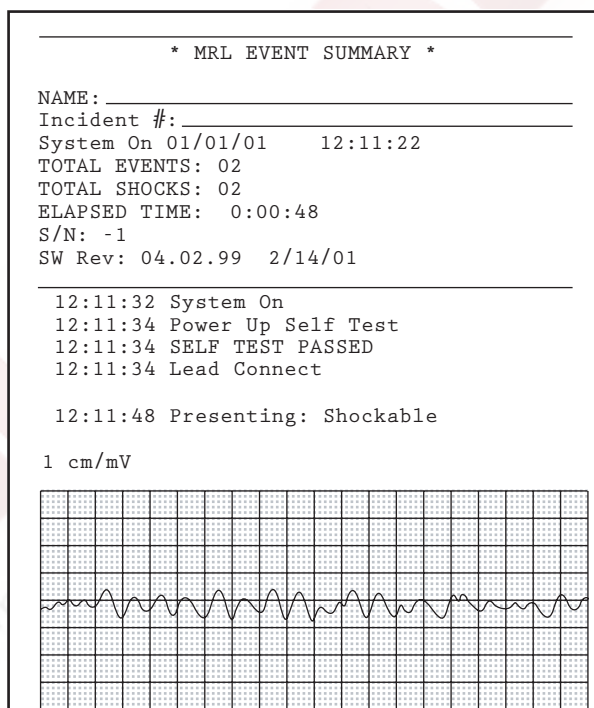 * MRL EVENT SUMMARY *
NAME:
Incident #:
System On 01/01/01 12:11:22
TOTAL EVENTS: 02
TOTAL SHOCKS: 02
ELAPSED TIME: 0:00:48
S/N: -1
SW Rev: 04.02.99 2/14/01
12:11:32 System On
12:11:34 Power Up Self Test
12:11:34 SELF TEST PASSED
12:11:34 Lead Connect
12:11:48 Presenting: Shockable
1 cm/mV